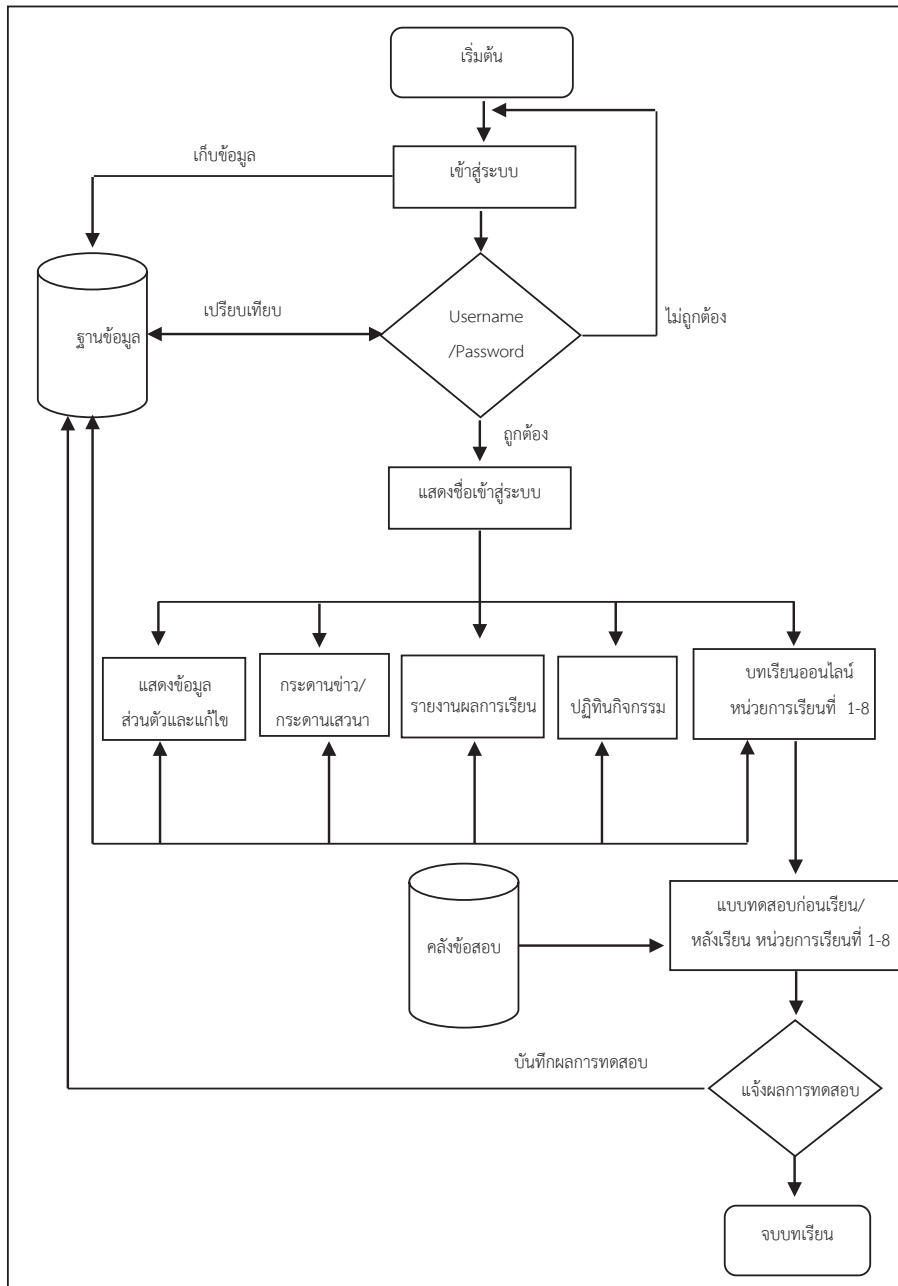 เริ่มต้น
เก็บข้อมูล
เข้าสู่ระบบ
เปรียบเทียบ
Username
/Password
ไม่ถูกต้อง
ฐานข้อมูล
ถูกต้อง
แสดงชื่อเข้าสู่ระบบ
แสดงข้อมูล
ส่วนตัวและแก้ไข
กระดานข่าว/
กระดานเสวนา
รายงานผลการเรียน
ปฏิทินกิจกรรม
บทเรียนออนไลน์
หน่วยการเรียนที่ 1-8
คลังข้อสอบ
แบบทดสอบก่อนเรียน/
หลังเรียน หน่วยการเรียนที่ 1-8
บันทึกผลการทดสอบ
แจ้งผลการทดสอบ
จบบทเรียน